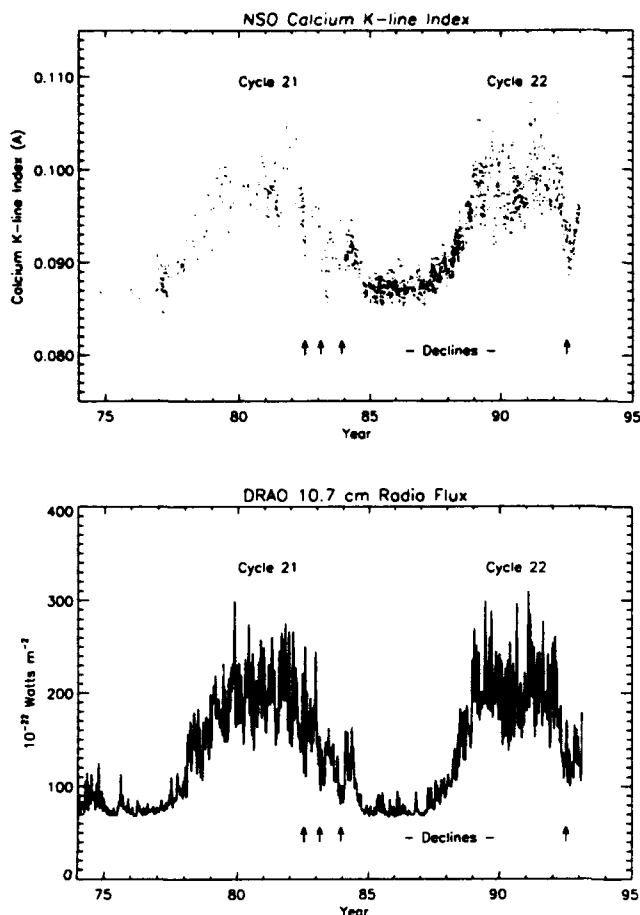 NSO Calcium K-line Index
0.115
Cycle 21
Cycle 22
0.110
0.100
0.090
0.080
Calcium K-line Index (A)
- Declines -
75
80
85
90
95
Year
DRAO 10.7 cm Radio Flux
400
Cycle 21
Cycle 22
300
200
100
0
10⁻²² Watts m⁻²
- Declines -
75
80
85
90
95
Year